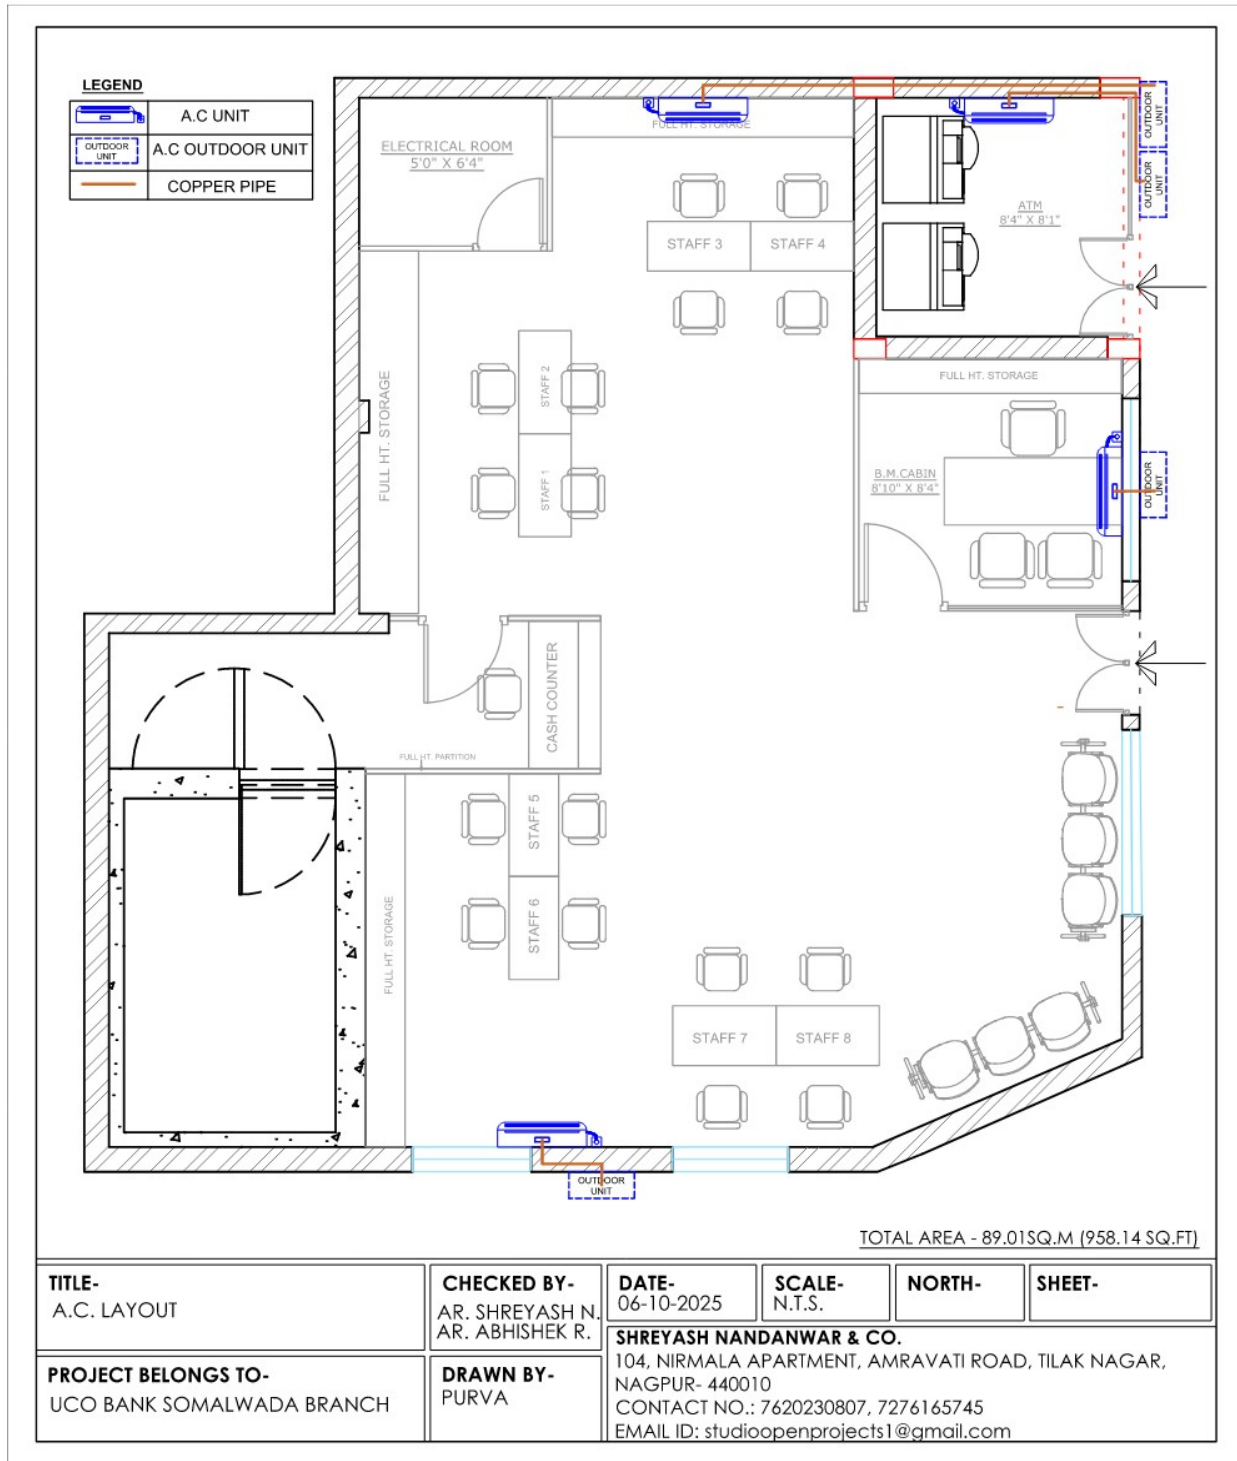 LEGEND
A.C UNIT
OUTDOOR
UNIT
A.C OUTDOOR UNIT
COPPER PIPE
ELECTRICAL ROOM
5'0" X 6'4"
FULL HT. STORAGE
OUTDOOR
UNIT
OUTDOOR
UNIT
ATM
8'4" X 8'1"
STAFF 3
STAFF 4
FULL HT. STORAGE
STAFF 2
STAFF 1
FULL HT. STORAGE
B.M.CABIN
8'10" X 8'4"
OUTDOOR
UNIT
CASH COUNTER
FULL HT. PARTITION
STAFF 5
STAFF 6
FULL HT. STORAGE
STAFF 7
STAFF 8
OUTDOOR
UNIT
TOTAL AREA - 89.01SQ.M (958.14 SQ.FT)
TITLE-
A.C. LAYOUT
CHECKED BY-
AR. SHREYASH N.
AR. ABHISHEK R.
DATE-
06-10-2025
SCALE-
N.T.S.
NORTH-
SHEET-
PROJECT BELONGS TO-
UCO BANK SOMALWADA BRANCH
DRAWN BY-
PURVA
SHREYASH NANDANWAR & CO.
104, NIRMALA APARTMENT, AMRAVATI ROAD, TILAK NAGAR,
NAGPUR- 440010
CONTACT NO.: 7620230807, 7276165745
EMAIL ID: studioopenprojects1@gmail.com